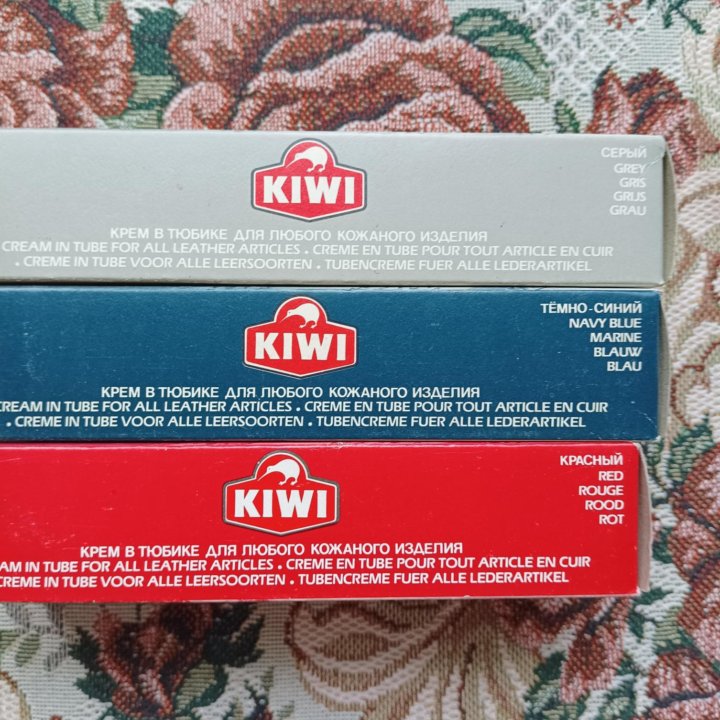 KIWI
СЕРЫЙ
GREY
GRIS
GRIJS
GRAU
КРЕМ В ТЮБИКЕ ДЛЯ ЛЮБОГО КОЖАНОГО ИЗДЕЛИЯ
CREAM IN TUBE FOR ALL LEATHER ARTICLES . CREME EN TUBE POUR TOUT ARTICLE EN CUIR
. CREME IN TUBE VOOR ALLE LEERSOORTEN . TUBENCREME FUER ALLE LEDERARTIKEL
KIWI
ТЁМНО-СИНИЙ
NAVY BLUE
MARINE
BLAUW
BLAU
КРЕМ В ТЮБИКЕ ДЛЯ ЛЮБОГО КОЖАНОГО ИЗДЕЛИЯ
CREAM IN TUBE FOR ALL LEATHER ARTICLES . CREME EN TUBE POUR TOUT ARTICLE EN CUIR
. CREME IN TUBE VOOR ALLE LEERSOORTEN . TUBENCREME FUER ALLE LEDERARTIKEL
KIWI
КРАСНЫЙ
RED
ROUGE
ROOD
ROT
КРЕМ В ТЮБИКЕ ДЛЯ ЛЮБОГО КОЖАНОГО ИЗДЕЛИЯ
AM IN TUBE FOR ALL LEATHER ARTICLES . CREME EN TUBE POUR TOUT ARTICLE EN CUIR
CREME IN TUBE VOOR ALLE LEERSOORTEN . TUBENCREME FUER ALLE LEDERARTIKEL